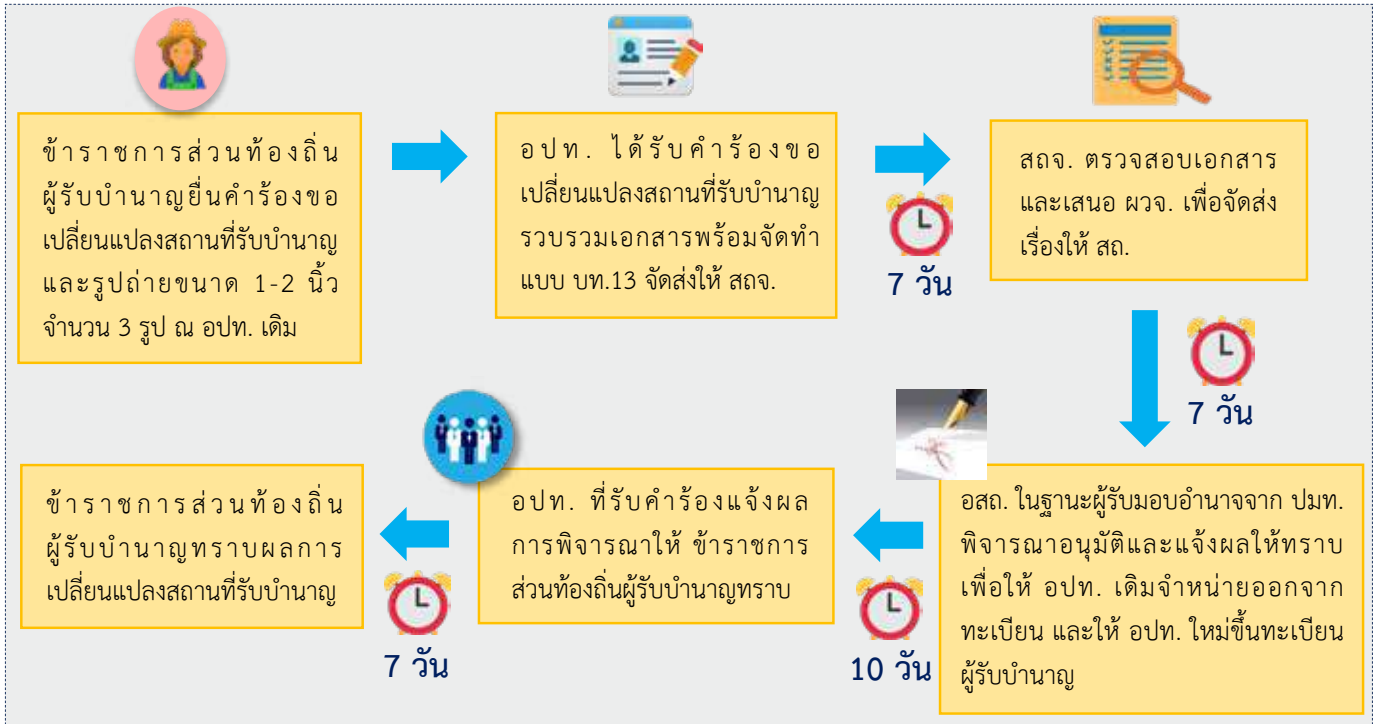 ข้าราชการส่วนท้องถิ่น
ผู้รับบำนาญยื่นคำร้องขอ
เปลี่ยนแปลงสถานที่รับบำนาญ
และรูปถ่ายขนาด 1-2 นิ้ว
จำนวน 3 รูป ณ อปท. เดิม
อปท. ได้รับคำร้องขอ
เปลี่ยนแปลงสถานที่รับบำนาญ
รวบรวมเอกสารพร้อมจัดทำ
แบบ บท.13 จัดส่งให้ สถจ.
7 วัน
สถจ. ตรวจสอบเอกสาร
และเสนอ ผวจ. เพื่อจัดส่ง
เรื่องให้ สถ.
7 วัน
อสถ. ในฐานะผู้รับมอบอำนาจจาก ปมท.
พิจารณาอนุมัติและแจ้งผลให้ทราบ
เพื่อให้ อปท. เดิมจำหน่ายออกจาก
ทะเบียน และให้ อปท. ใหม่ขึ้นทะเบียน
ผู้รับบำนาญ
10 วัน
อปท. ที่รับคำร้องแจ้งผล
การพิจารณาให้ ข้าราชการ
ส่วนท้องถิ่นผู้รับบำนาญทราบ
7 วัน
ข้าราชการส่วนท้องถิ่น
ผู้รับบำนาญทราบผลการ
เปลี่ยนแปลงสถานที่รับบำนาญ